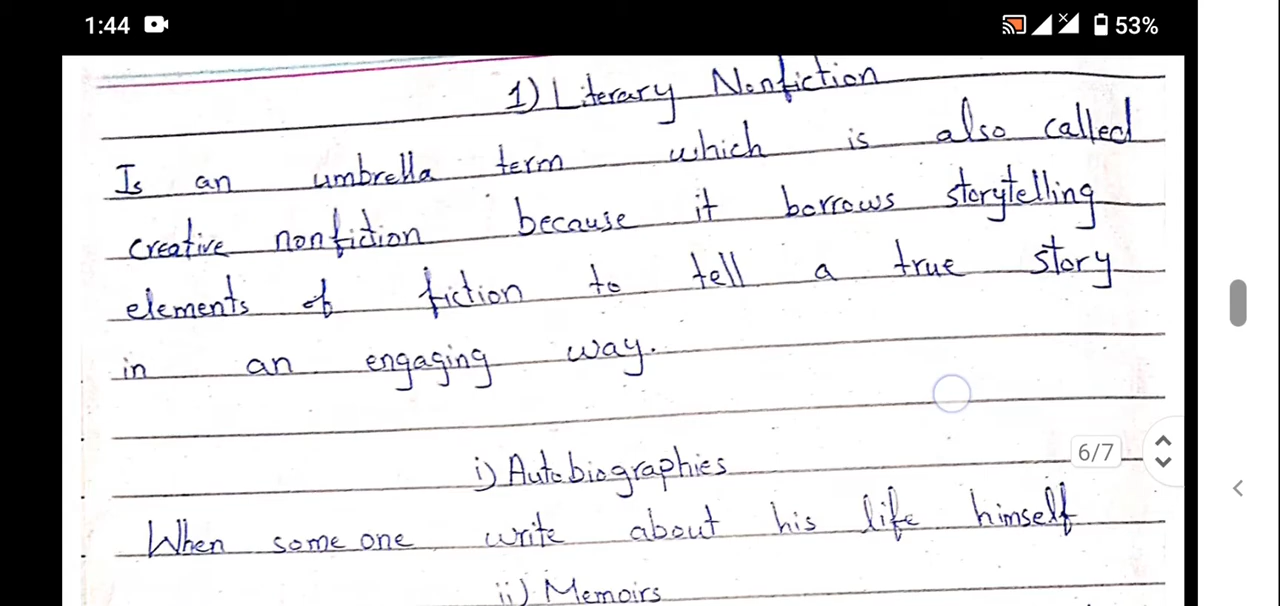 1:44
53%
1) Literary Nonfiction
Is an umbrella term which is also called
creative nonfiction because it borrows storytelling
elements of fiction to tell a true story
in an engaging way.
6/7
i) Autobiographies
When some one write about his life himself
ii) Memoirs